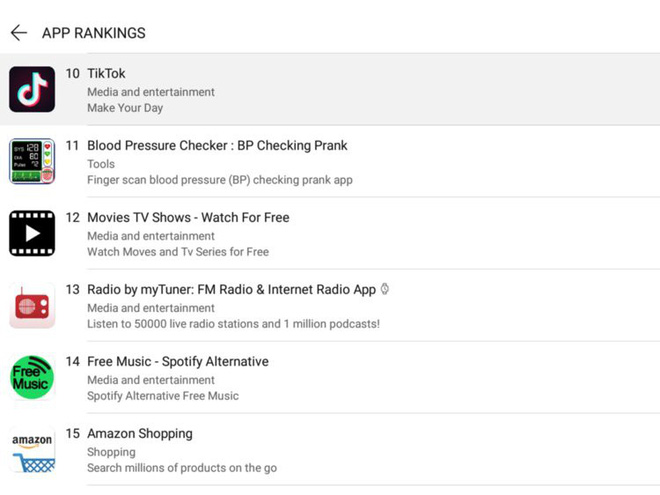 APP RANKINGS
10 TikTok
Media and entertainment
Make Your Day
11 Blood Pressure Checker : BP Checking Prank
Tools
Finger scan blood pressure (BP) checking prank app
SYS 128
DIA 80
Pulse 72
12 Movies TV Shows - Watch For Free
Media and entertainment
Watch Moves and Tv Series for Free
13 Radio by myTuner: FM Radio & Internet Radio App
Media and entertainment
Listen to 50000 live radio stations and 1 million podcasts!
14 Free Music - Spotify Alternative
Media and entertainment
Spotify Alternative Free Music
Free
Music
15 Amazon Shopping
Shopping
Search millions of products on the go
amazon